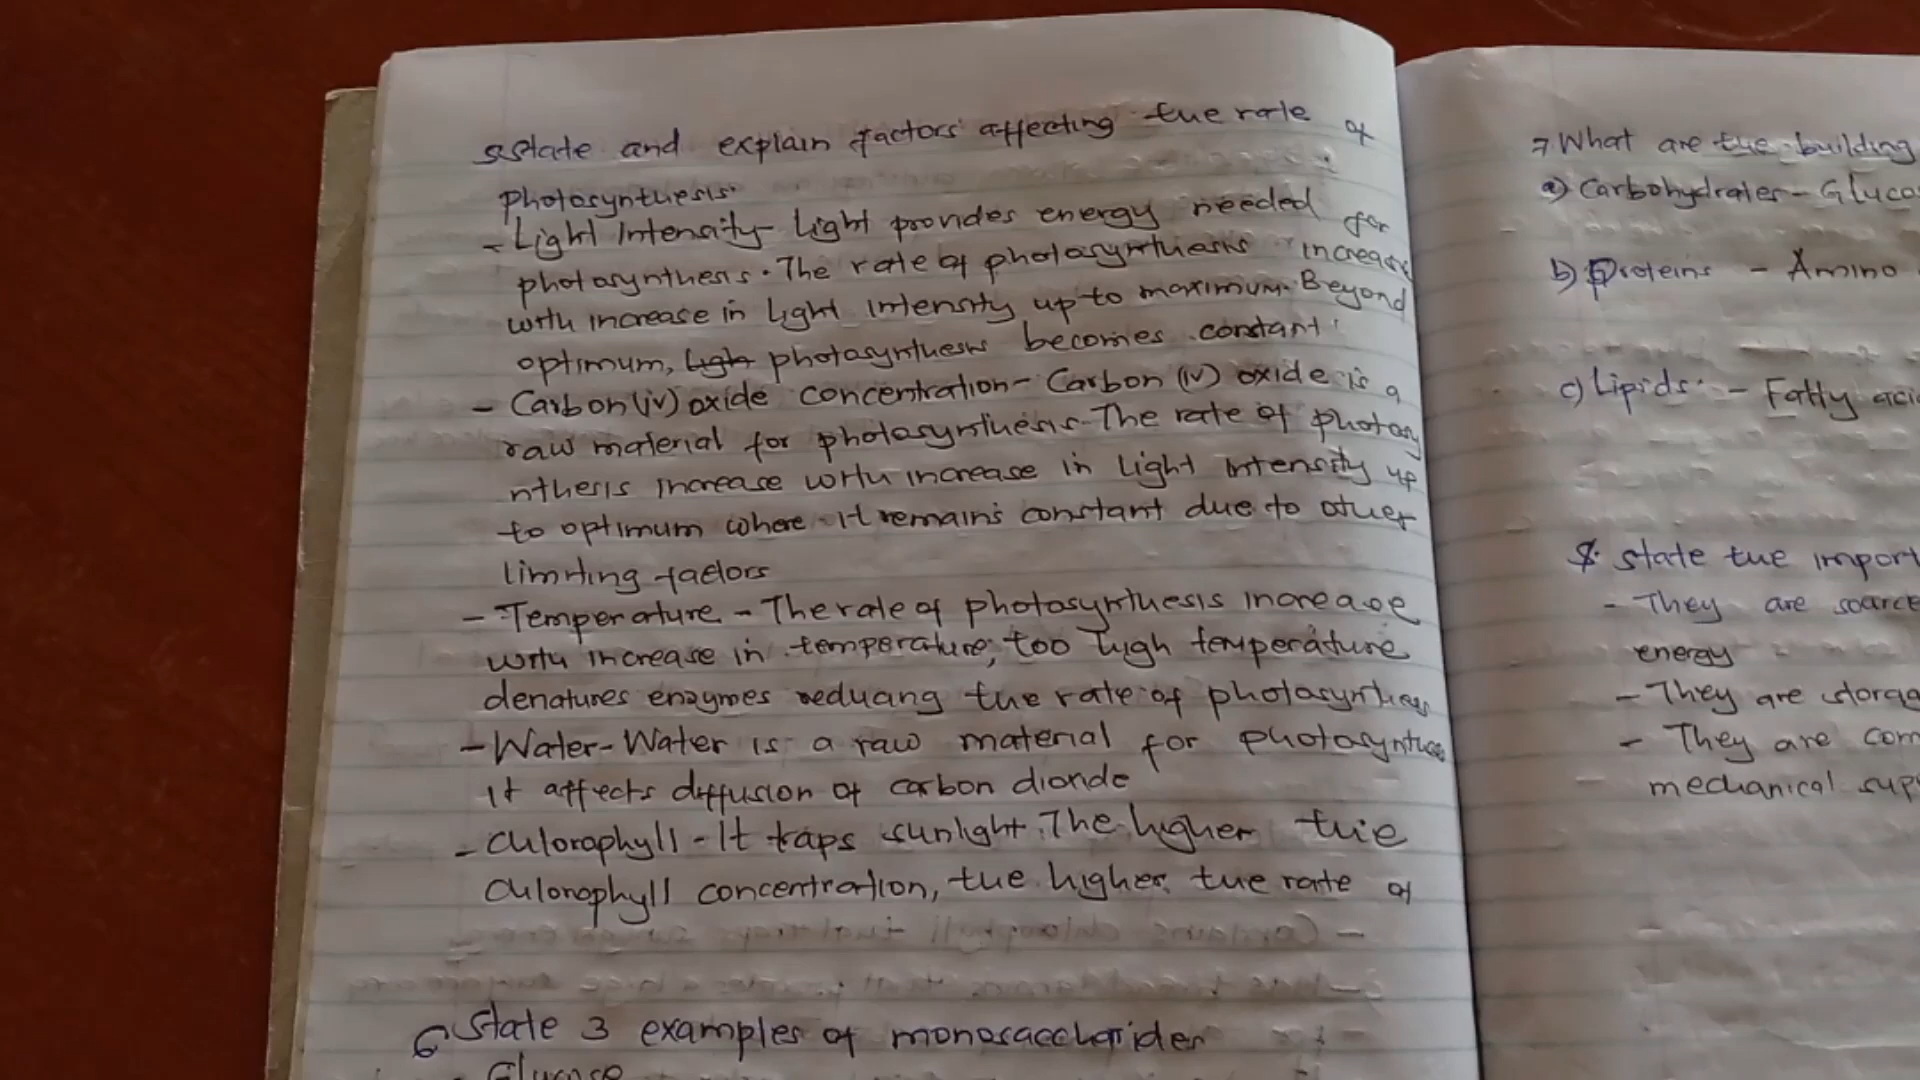 5 State and explain factors affecting the rate of
photosynthesis.
- Light Intensity - Light provides energy needed for
photosynthesis. The rate of photosynthesis increase
with increase in light intensity up to maximum. Beyond
optimum, photosynthesis becomes constant.
- Carbon (iv) oxide concentration - Carbon (iv) oxide is a
raw material for photosynthesis. The rate of photosy
nthesis increase with increase in light intensity up
to optimum where it remains constant due to other
limiting factors
- Temperature - The rate of photosynthesis increase
with increase in temperature, too high temperature
denatures enzymes reducing the rate of photosynthesis
- Water - Water is a raw material for photosynthesis
it affects diffusion of carbon dioxide
- Chlorophyll - It traps sunlight. The higher the
chlorophyll concentration, the higher the rate of
6 State 3 examples of monosaccharides
- Glucose
7 What are the building
a) Carbohydrates - Gluco
b) Proteins - Amino
c) Lipids. - Fatty aci
8. State the import
- They are source
energy
- They are storag
- They are com
mechanical sup